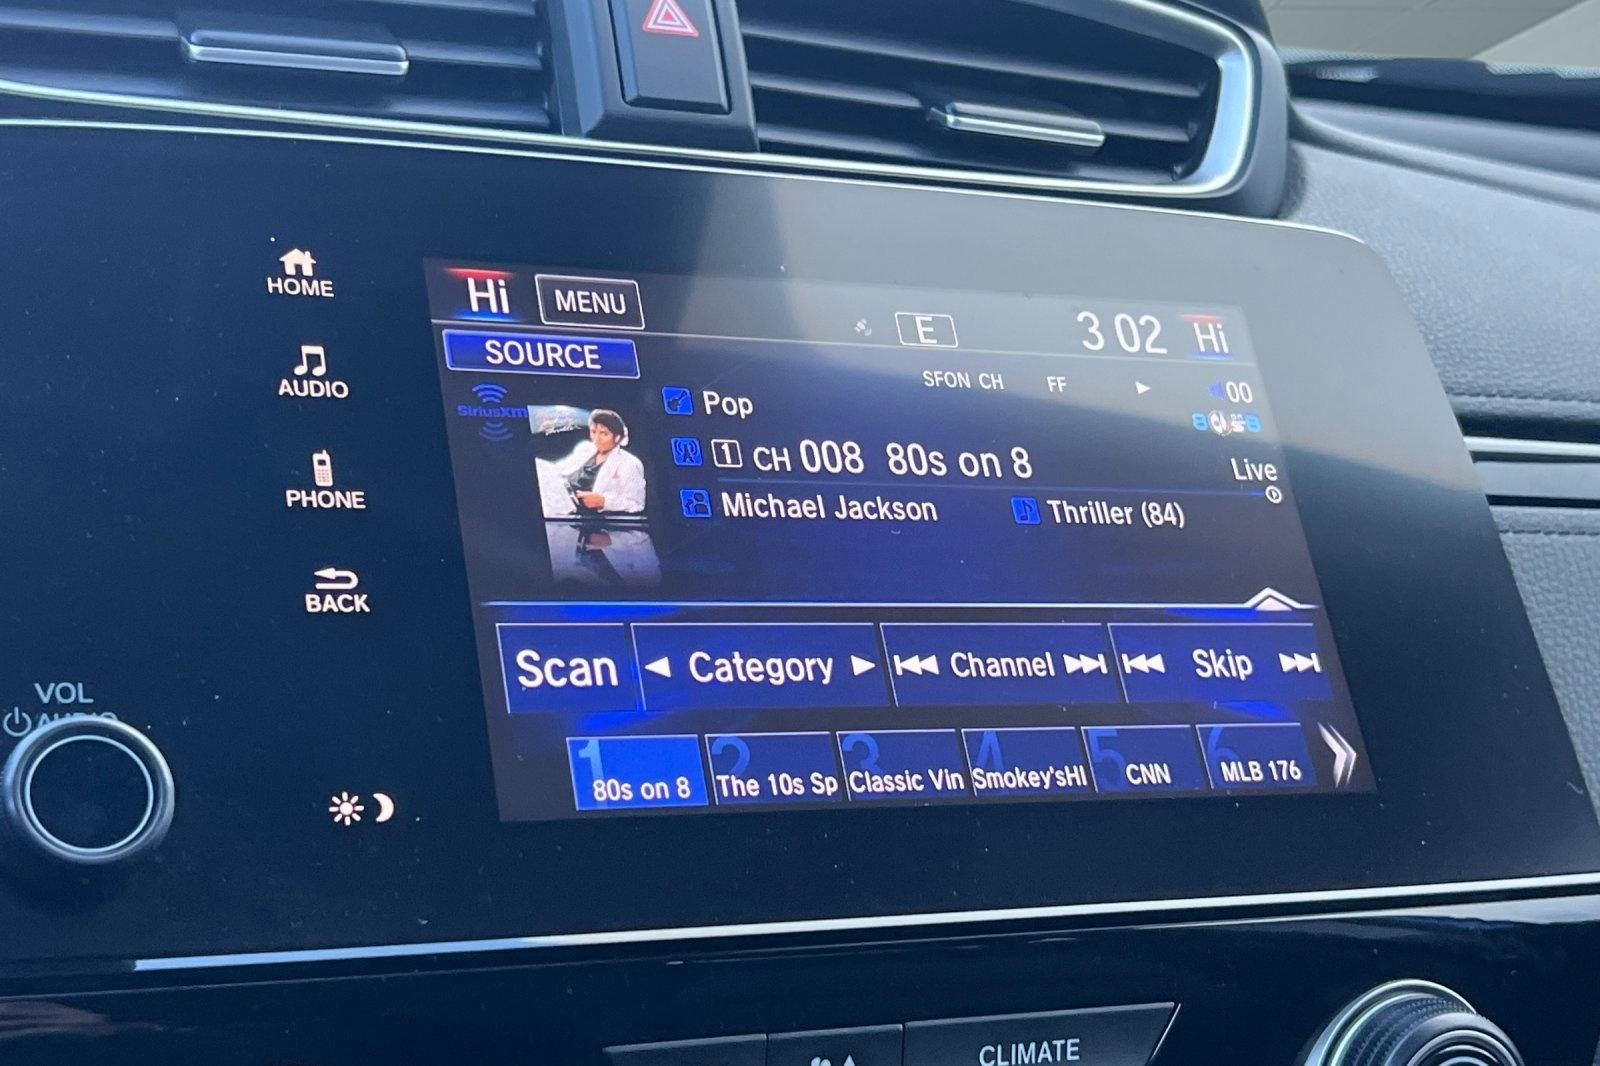 HOME
AUDIO
PHONE
BACK
VOL
AUDIO
Hi MENU E 3 02 Hi
SOURCE
SFON CH FF 00
SiriusXM
Pop
1 CH 008 80s on 8
Live
Michael Jackson Thriller (84)
Scan Category Channel Skip
1 80s on 8
2 The 10s Sp
3 Classic Vin
4 Smokey'sHI
5 CNN
6 MLB 176
CLIMATE